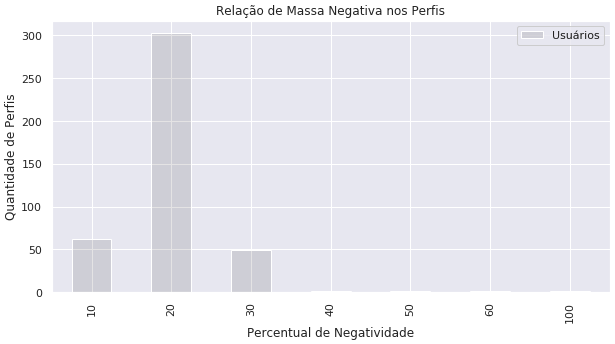 Relação de Massa Negativa nos Perfis
Usuários
Quantidade de Perfis
300
250
200
150
100
50
0
10 20 30 40 50 60 100
Percentual de Negatividade